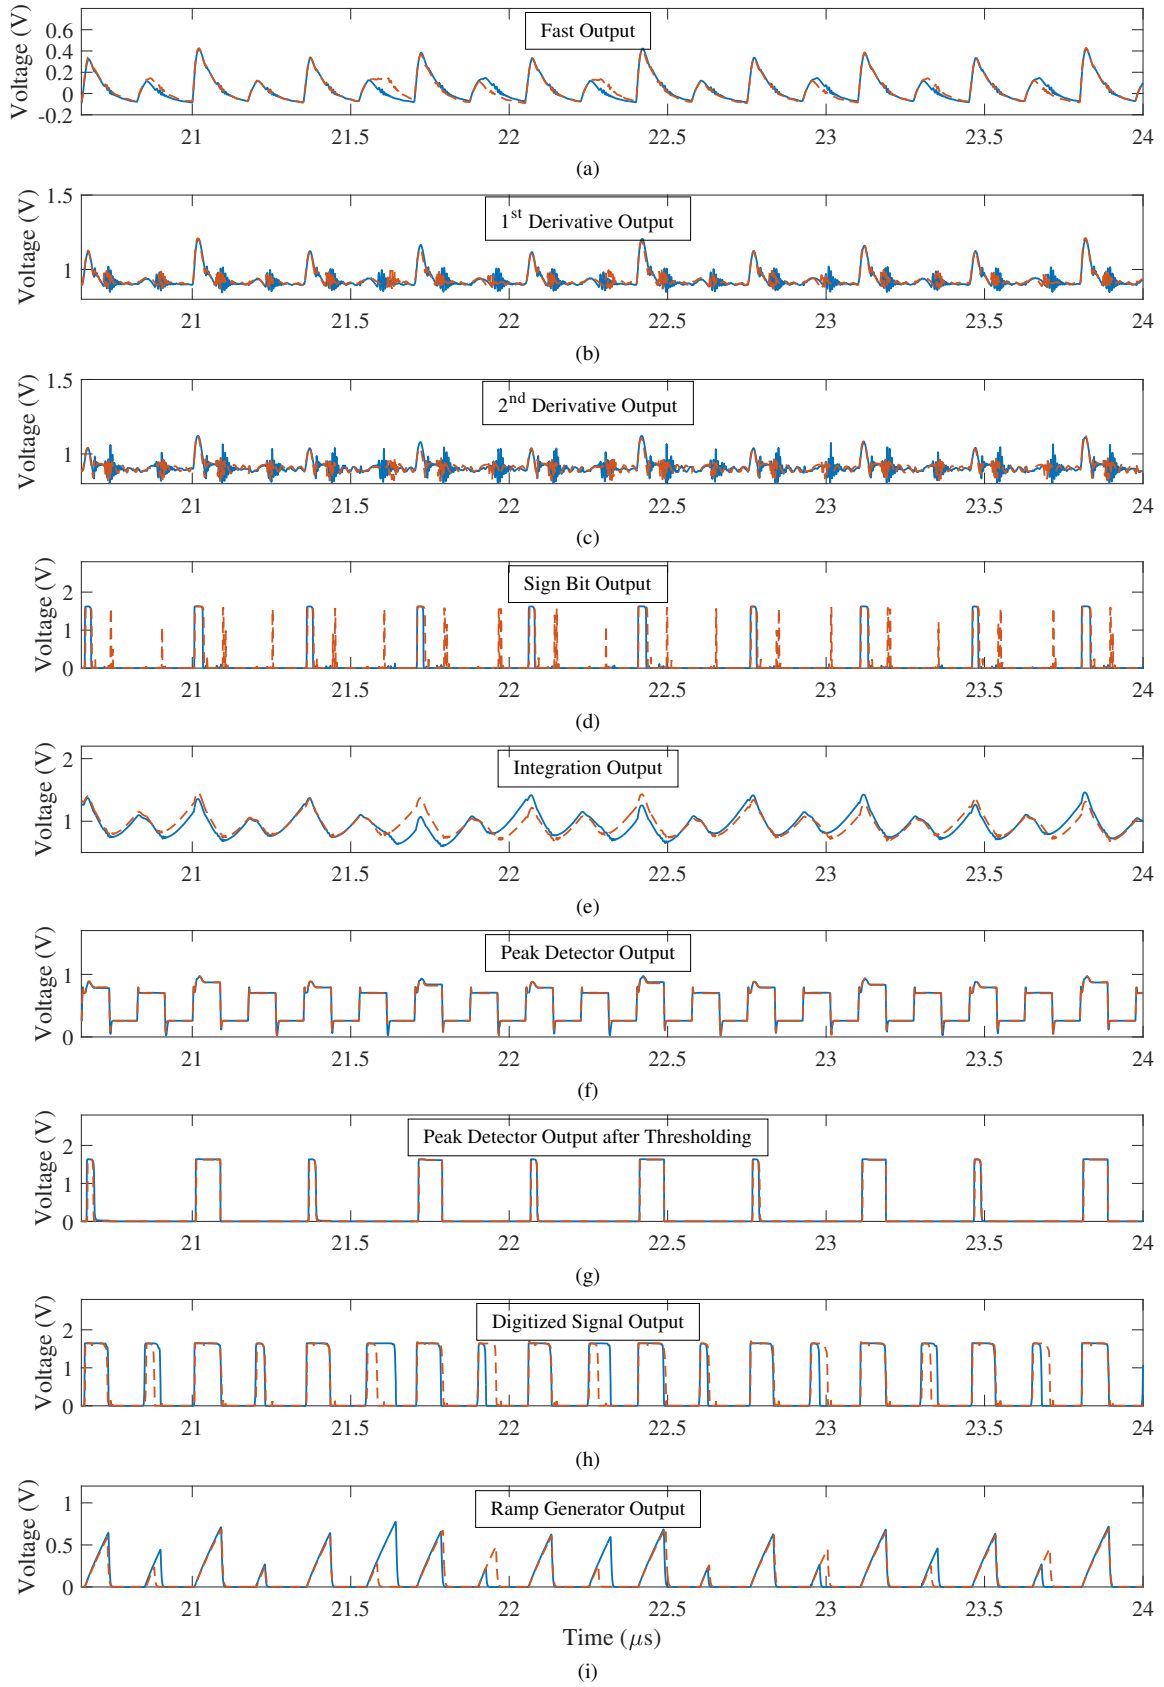 Voltage (V)
0.6
0.4
0.2
0
-0.2
Fast Output
21 21.5 22 22.5 23 23.5 24
(a)
Voltage (V)
1.5
1
1st Derivative Output
21 21.5 22 22.5 23 23.5 24
(b)
Voltage (V)
1.5
1
2nd Derivative Output
21 21.5 22 22.5 23 23.5 24
(c)
Voltage (V)
2
1
0
Sign Bit Output
21 21.5 22 22.5 23 23.5 24
(d)
Voltage (V)
2
1
Integration Output
21 21.5 22 22.5 23 23.5 24
(e)
Voltage (V)
1
0
Peak Detector Output
21 21.5 22 22.5 23 23.5 24
(f)
Voltage (V)
2
1
0
Peak Detector Output after Thresholding
21 21.5 22 22.5 23 23.5 24
(g)
Voltage (V)
2
1
0
Digitized Signal Output
21 21.5 22 22.5 23 23.5 24
(h)
Voltage (V)
1
0.5
0
Ramp Generator Output
21 21.5 22 22.5 23 23.5 24
Time (μs)
(i)